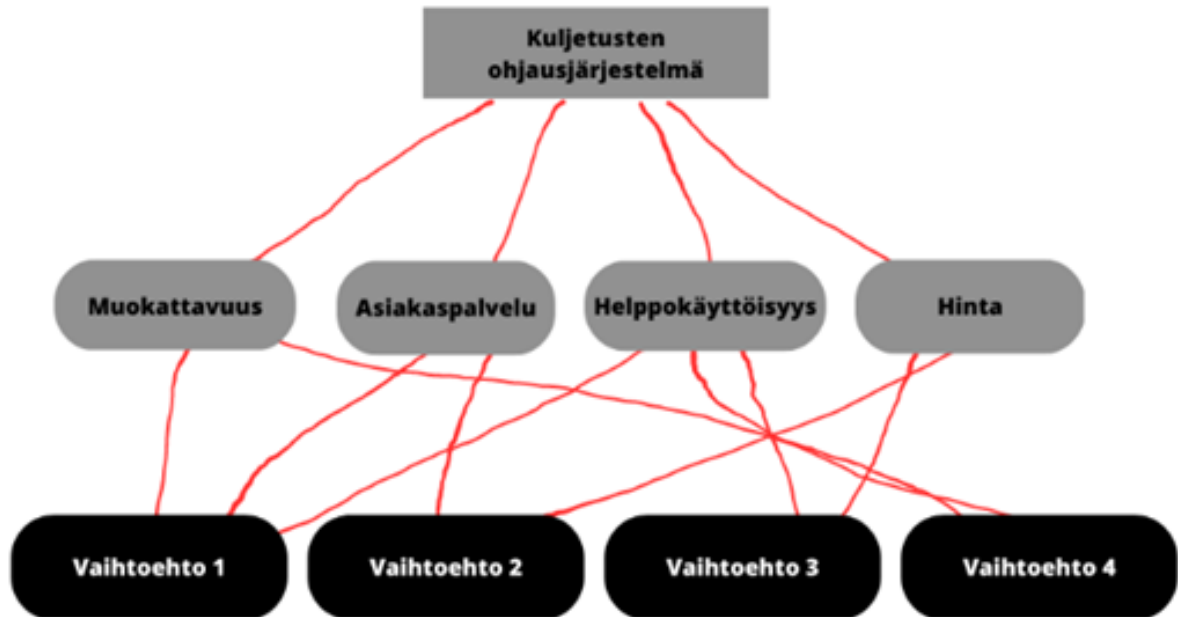 Kuljetusten
ohjausjärjestelmä
Muokattavuus
Asiakaspalvelu
Helppokäyttöisyys
Hinta
Vaihtoehto 1
Vaihtoehto 2
Vaihtoehto 3
Vaihtoehto 4